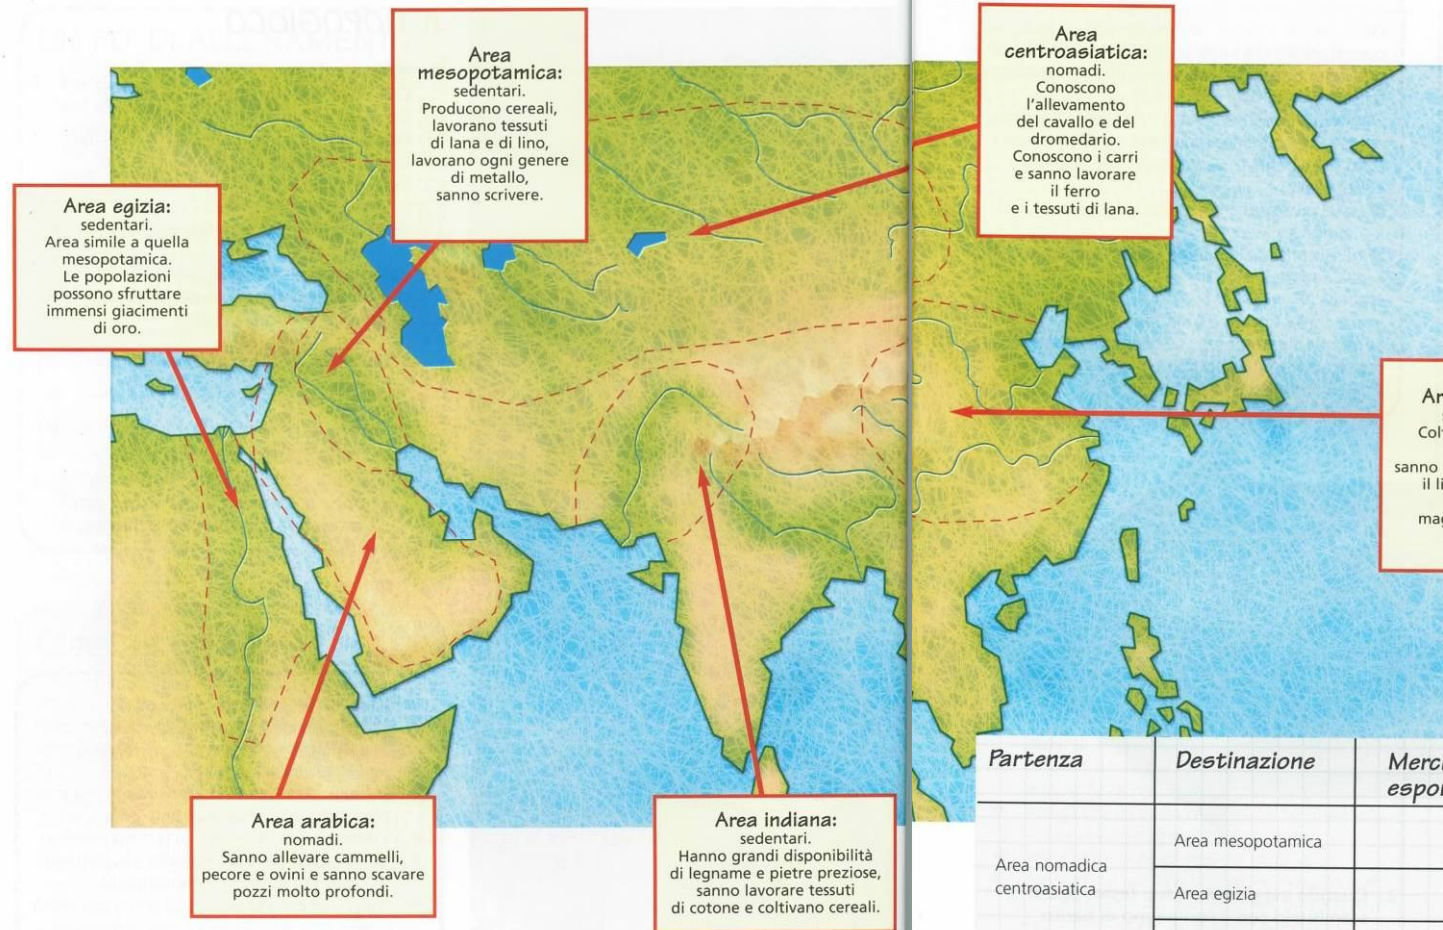 Area
mesopotamica:
sedentari.
Producono cereali,
lavorano tessuti
di lana e di lino,
lavorano ogni genere
di metallo,
sanno scrivere.
Area
centroasiatica:
nomadi.
Conoscono
l'allevamento
del cavallo e del
dromedario.
Conoscono i carri
e sanno lavorare
il ferro
e i tessuti di lana.
Area egizia:
sedentari.
Area simile a quella
mesopotamica.
Le popolazioni
possono sfruttare
immensi giacimenti
di oro.
sanno
il
Area arabica:
nomadi.
Sanno allevare cammelli,
pecore e ovini e sanno scavare
pozzi molto profondi.
Area indiana:
sedentari.
Hanno grandi disponibilità
di legname e pietre preziose,
sanno lavorare tessuti
di cotone e coltivano cereali.
Partenza
Destinazione
Area nomadica
centroasiatica
Area mesopotamica
Area egizia